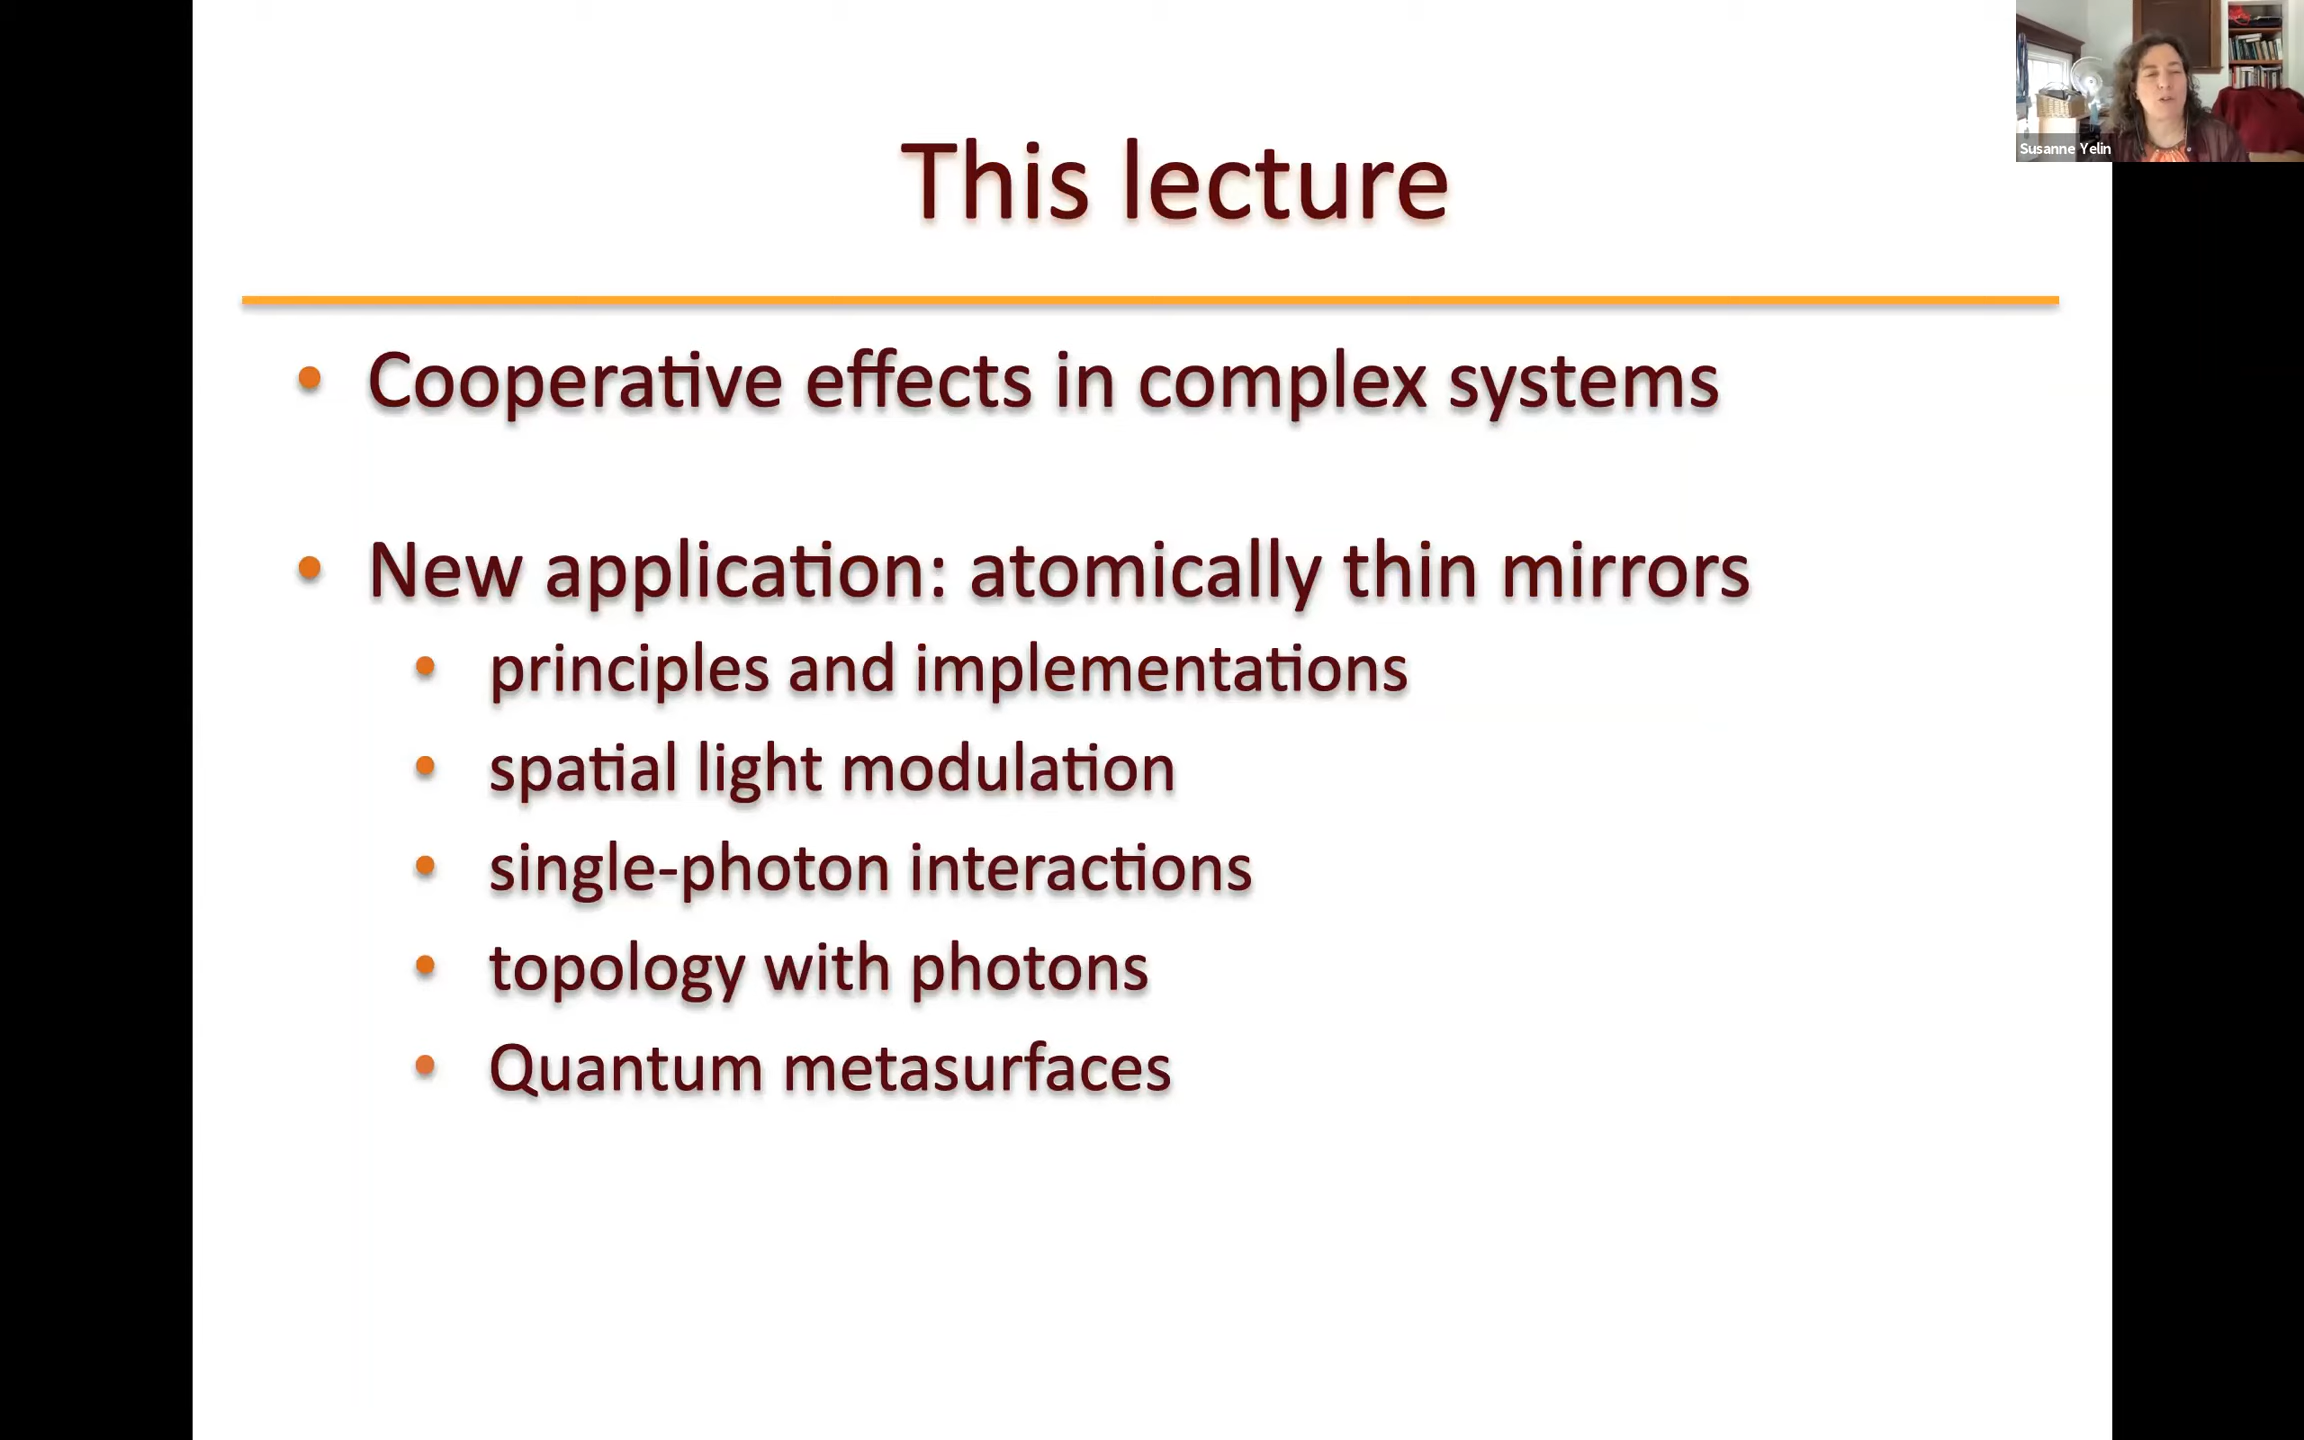 This lecture
Susanne Yelin
• Cooperative effects in complex systems
• New application: atomically thin mirrors
• principles and implementations
• spatial light modulation
• single-photon interactions
• topology with photons
• Quantum metasurfaces